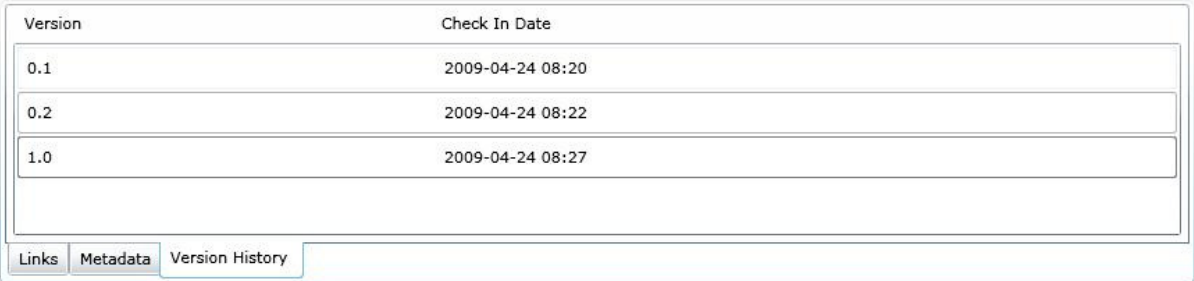 Version Check In Date
0.1 2009-04-24 08:20
0.2 2009-04-24 08:22
1.0 2009-04-24 08:27
Links Metadata Version History